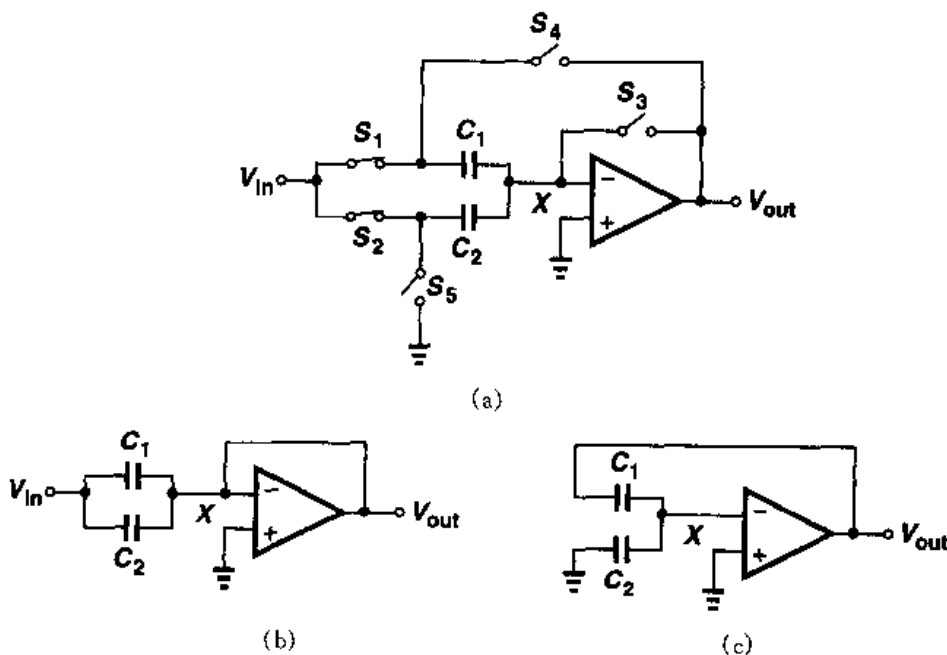 S4
S3
S1
C1
Vin
X
−
+
Vout
S2
C2
S5
(a)
C1
Vin
X
−
+
Vout
C2
(b)
C1
X
−
+
Vout
C2
(c)